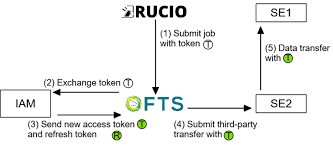 RUCIO
SE1
(1) Submit job
with token T
(5) Data transfer
with T
(2) Exchange token T
IAM
FTS
SE2
(3) Send new access token T
and refresh token R
(4) Submit third-party
transfer with T